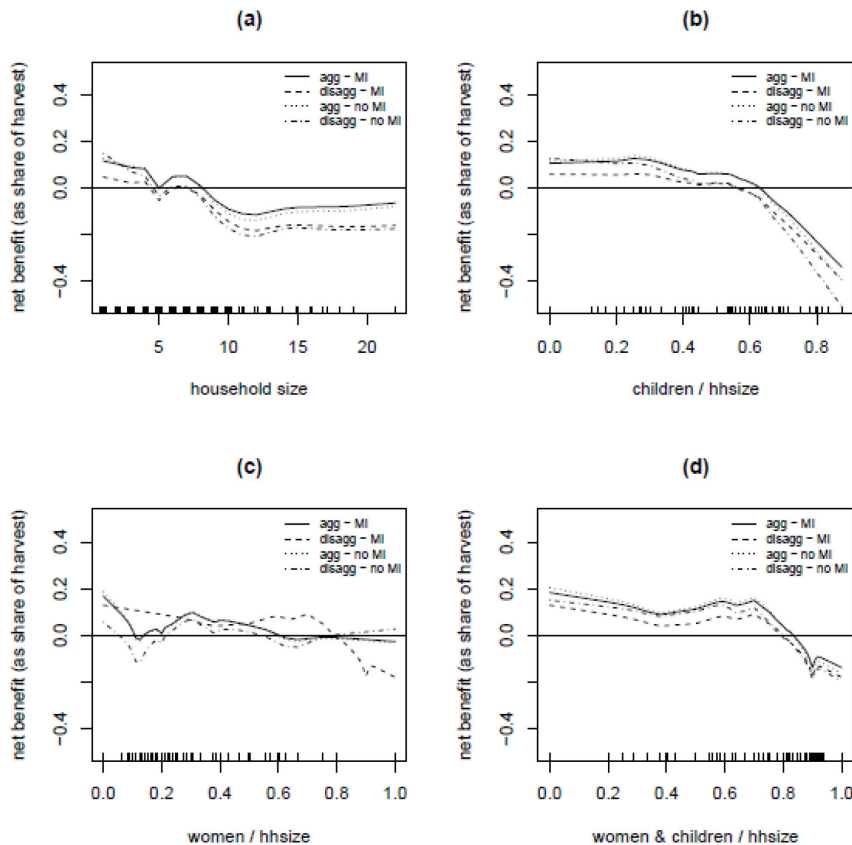 (a)
net benefit (as share of harvest)
0.4
0.2
0.0
−0.4
agg − MI
disagg − MI
agg − no MI
disagg − no MI
5 10 15 20
household size
(b)
net benefit (as share of harvest)
0.4
0.2
0.0
−0.4
agg − MI
disagg − MI
agg − no MI
disagg − no MI
0.0 0.2 0.4 0.6 0.8
children / hhsize
(c)
net benefit (as share of harvest)
0.4
0.2
0.0
−0.4
agg − MI
disagg − MI
agg − no MI
disagg − no MI
0.0 0.2 0.4 0.6 0.8 1.0
women / hhsize
(d)
net benefit (as share of harvest)
0.4
0.2
0.0
−0.4
agg − MI
disagg − MI
agg − no MI
disagg − no MI
0.0 0.2 0.4 0.6 0.8 1.0
women & children / hhsize